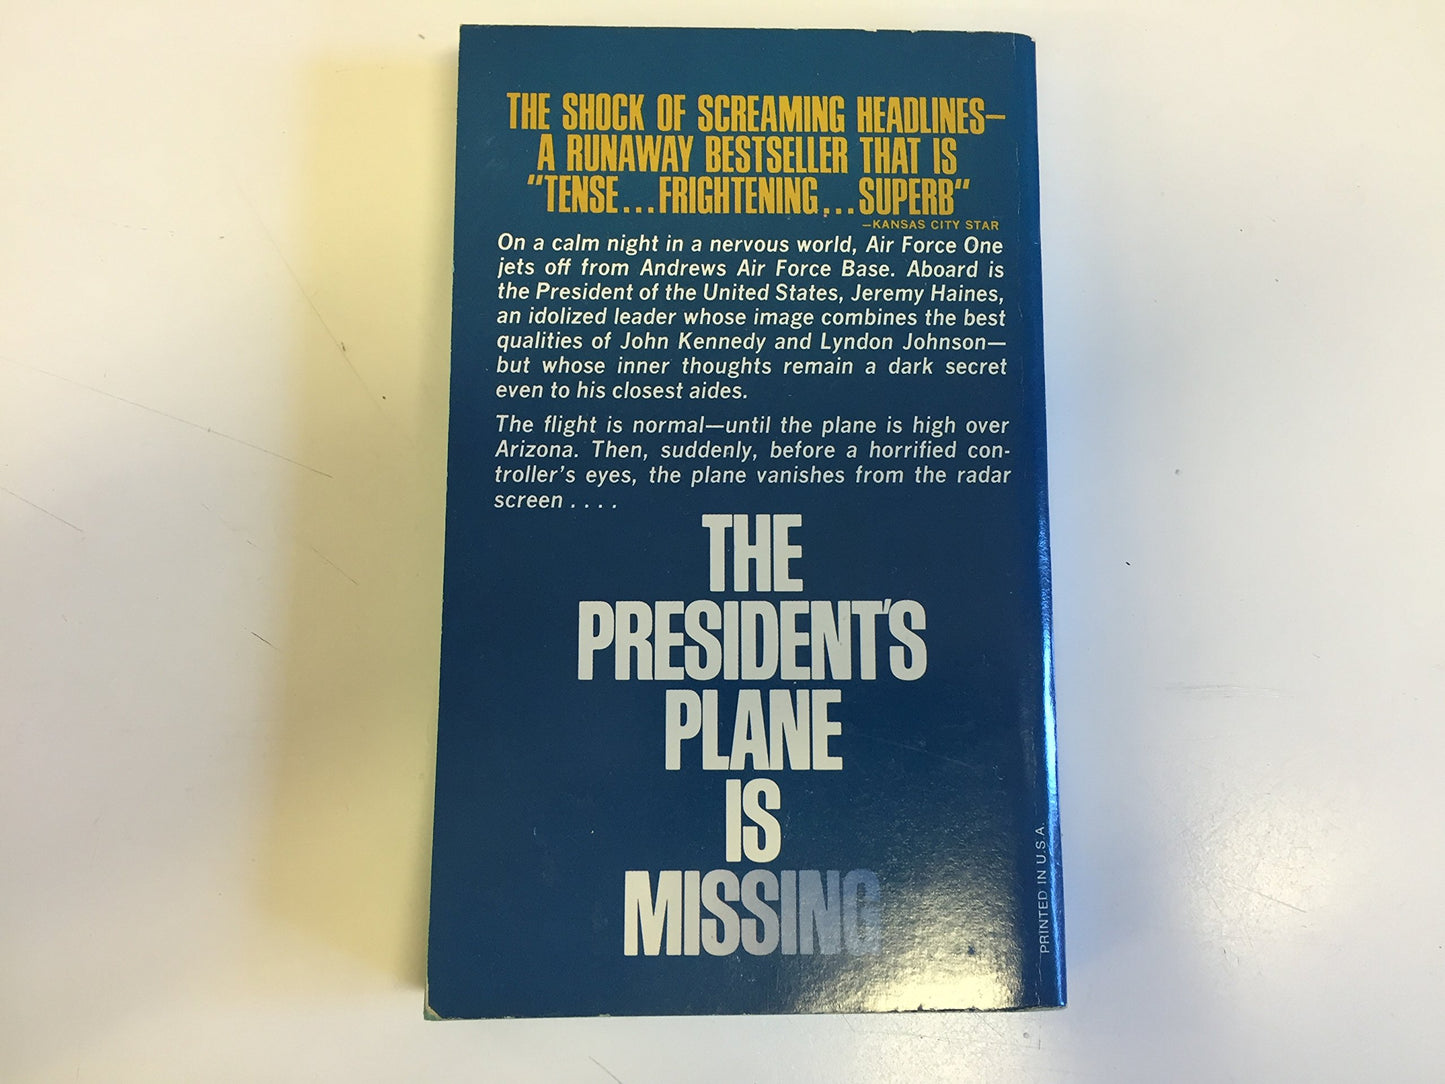 THE SHOCK OF SCREAMING HEADLINES—
A RUNAWAY BESTSELLER THAT IS
"TENSE...FRIGHTENING...SUPERB"
—KANSAS CITY STAR
On a calm night in a nervous world, Air Force One
jets off from Andrews Air Force Base. Aboard is
the President of the United States, Jeremy Haines,
an idolized leader whose image combines the best
qualities of John Kennedy and Lyndon Johnson—
but whose inner thoughts remain a dark secret
even to his closest aides.
The flight is normal—until the plane is high over
Arizona. Then, suddenly, before a horrified con-
troller's eyes, the plane vanishes from the radar
screen . . . .
THE
PRESIDENT'S
PLANE
IS
MISSING
PRINTED IN U.S.A.